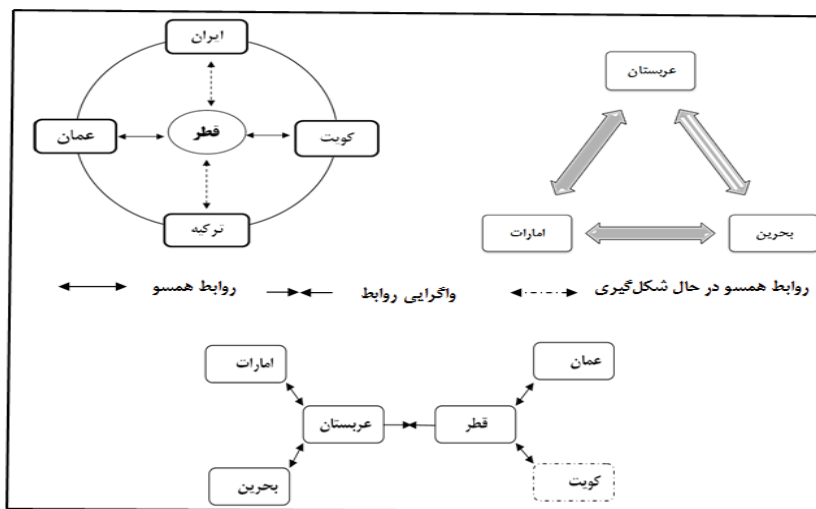 ایران
عربستان
عمان
قطر
کویت
ترکیه
امارات
بحرین
روابط همسو در حال شکل‌گیری
واگرایی روابط
روابط همسو
امارات
عمان
عربستان
قطر
بحرین
کویت